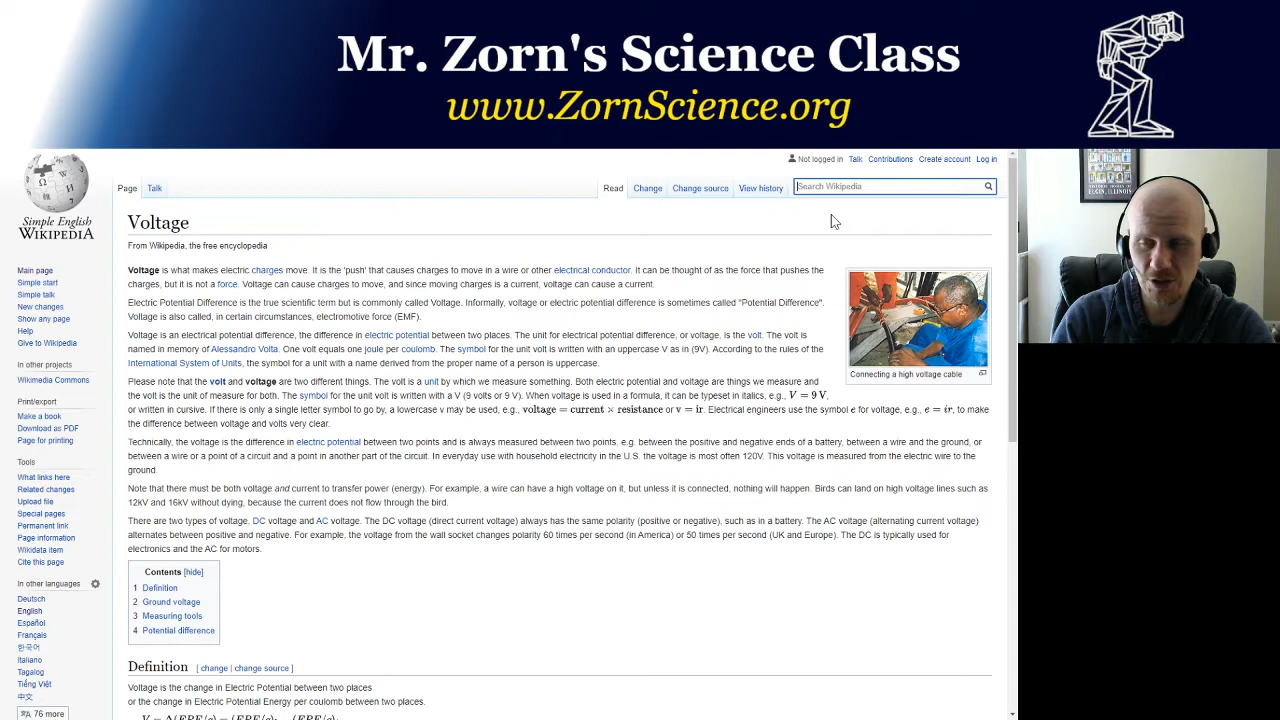 Mr. Zorn's Science Class
www.ZornScience.org
Not logged in Talk Contributions Create account Log in
Page Talk Read Change Change source View history Search Wikipedia
Simple English
WIKIPEDIA
Main page
Simple start
Simple talk
New changes
Show any page
Help
Give to Wikipedia
In other projects
Wikimedia Commons
Print/export
Make a book
Download as PDF
Page for printing
Tools
What links here
Related changes
Upload file
Special pages
Permanent link
Page information
Wikidata item
Cite this page
In other languages
Deutsch
English
Español
Français
한국어
Italiano
Tagalog
Tiếng Việt
中文
76 more
Voltage
From Wikipedia, the free encyclopedia
Voltage is what makes electric charges move. It is the 'push' that causes charges to move in a wire or other electrical conductor. It can be thought of as the force that pushes the
charges, but it is not a force. Voltage can cause charges to move, and since moving charges is a current, voltage can cause a current.
Electric Potential Difference is the true scientific term but is commonly called Voltage. Informally, voltage or electric potential difference is sometimes called "Potential Difference".
Voltage is also called, in certain circumstances, electromotive force (EMF).
Voltage is an electrical potential difference, the difference in electric potential between two places. The unit for electrical potential difference, or voltage, is the volt. The volt is
named in memory of Alessandro Volta. One volt equals one joule per coulomb. The symbol for the unit volt is written with an uppercase V as in (9V). According to the rules of the
International System of Units, the symbol for a unit with a name derived from the proper name of a person is uppercase.
Please note that the volt and voltage are two different things. The volt is a unit by which we measure something. Both electric potential and voltage are things we measure and
the volt is the unit of measure for both. The symbol for the unit volt is written with a V (9 volts or 9 V). When voltage is used in a formula, it can be typeset in italics, e.g., V = 9 V,
or written in cursive. If there is only a single letter symbol to go by, a lowercase v may be used, e.g., voltage = current × resistance or v = ir. Electrical engineers use the symbol e for voltage, e.g., e = ir, to make
the difference between voltage and volts very clear.
Technically, the voltage is the difference in electric potential between two points and is always measured between two points. e.g. between the positive and negative ends of a battery, between a wire and the ground, or
between a wire or a point of a circuit and a point in another part of the circuit. In everyday use with household electricity in the U.S. the voltage is most often 120V. This voltage is measured from the electric wire to the
ground.
Note that there must be both voltage and current to transfer power (energy). For example, a wire can have a high voltage on it, but unless it is connected, nothing will happen. Birds can land on high voltage lines such as
12kV and 16kV without dying, because the current does not flow through the bird.
There are two types of voltage, DC voltage and AC voltage. The DC voltage (direct current voltage) always has the same polarity (positive or negative), such as in a battery. The AC voltage (alternating current voltage)
alternates between positive and negative. For example, the voltage from the wall socket changes polarity 60 times per second (in America) or 50 times per second (UK and Europe). The DC is typically used for
electronics and the AC for motors.
Connecting a high voltage cable
Contents [hide]
1 Definition
2 Ground voltage
3 Measuring tools
4 Potential difference
Definition [ change | change source ]
Voltage is the change in Electric Potential between two places
or the change in Electric Potential Energy per coulomb between two places.
ELGIN, ILLINOIS